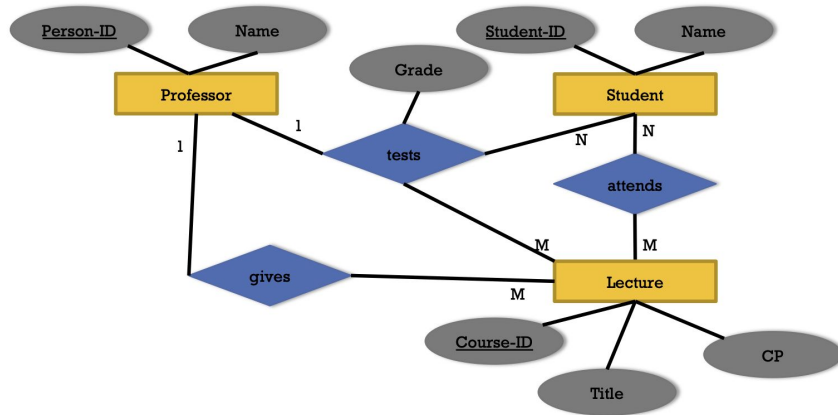 Person-ID
Name
Student-ID
Name
Grade
Professor
Student
1
1
N
N
tests
attends
M
M
gives
M
Lecture
Course-ID
CP
Title